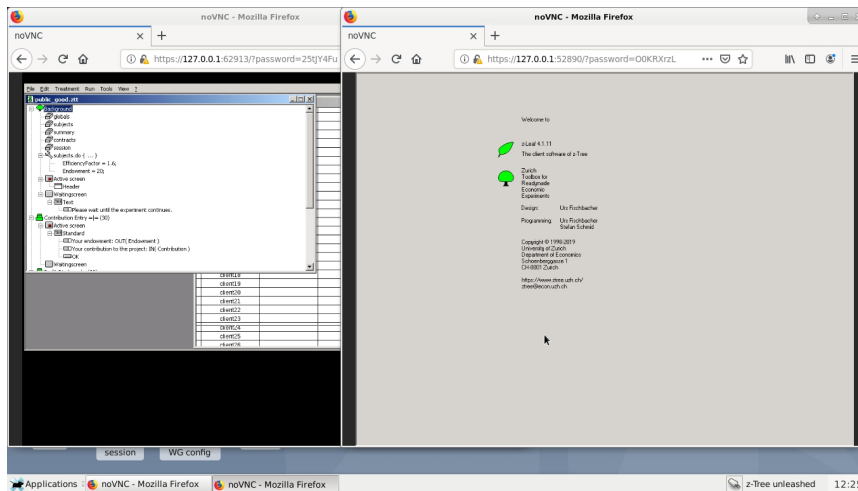 noVNC - Mozilla Firefox
noVNC
https://127.0.0.1:62913/?password=25tJY4Fu
File Edit Treatment Run Tools View ?
public_good.ztt
Background
globals
subjects
summary
contracts
session
subjects.do { ... }
EfficiencyFactor = 1.6;
Endowment = 20;
Active screen
Header
Waitingscreen
Text
Please wait until the experiment continues.
Contribution Entry =|= (30)
Active screen
Standard
Your endowment: OUT( Endowment )
Your contribution to the project: IN( Contribution )
OK
Waitingscreen
client18
client19
client20
client21
client22
client23
client24
client25
client26
noVNC - Mozilla Firefox
noVNC
https://127.0.0.1:52890/?password=O0KRXrzL
Welcome to
z-Leaf 4.1.11
The client software of z-Tree
Zurich
Toolbox for
Readymade
Economic
Experiments
Design: Urs Fischbacher
Programming: Urs Fischbacher
Stefan Schmid
Copyright © 1998-2019
University of Zurich
Department of Economics
Schoenberggasse 1
CH-8001 Zurich
https://www.ztree.uzh.ch/
ztree@econ.uzh.ch
session
WG config
Applications
noVNC - Mozilla Firefox
noVNC - Mozilla Firefox
z-Tree unleashed